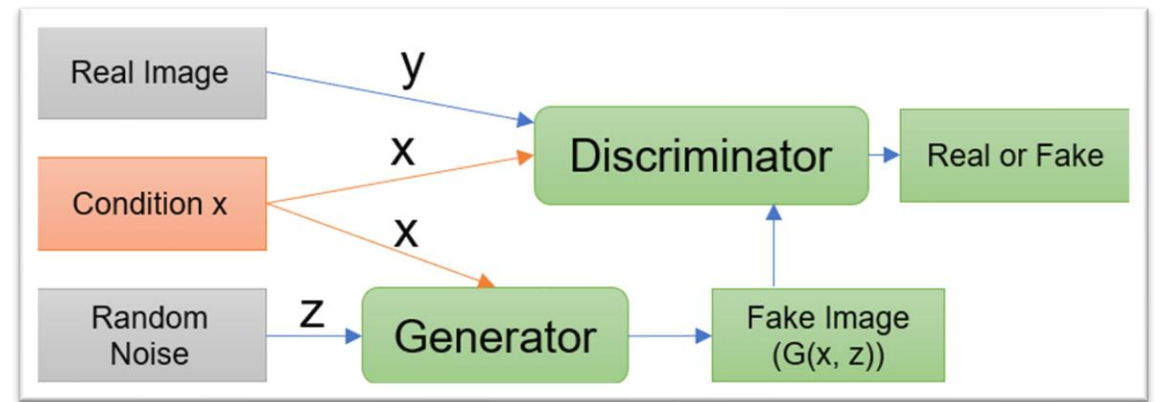 Real Image
y
Discriminator
Real or Fake
x
Condition x
x
Random
Noise
z
Generator
Fake Image
(G(x, z))